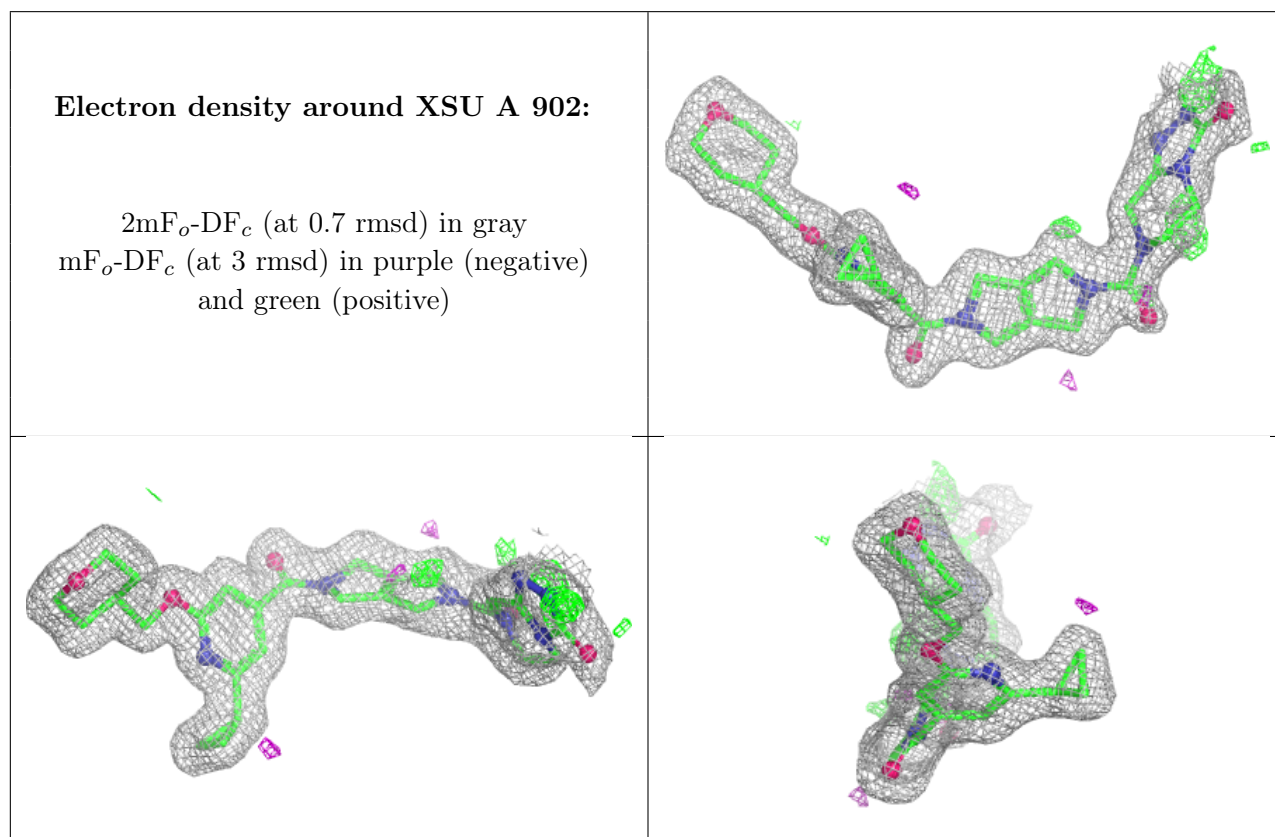 Electron density around XSU A 902:
2mFo-DFc (at 0.7 rmsd) in gray
mFo-DFc (at 3 rmsd) in purple (negative)
and green (positive)